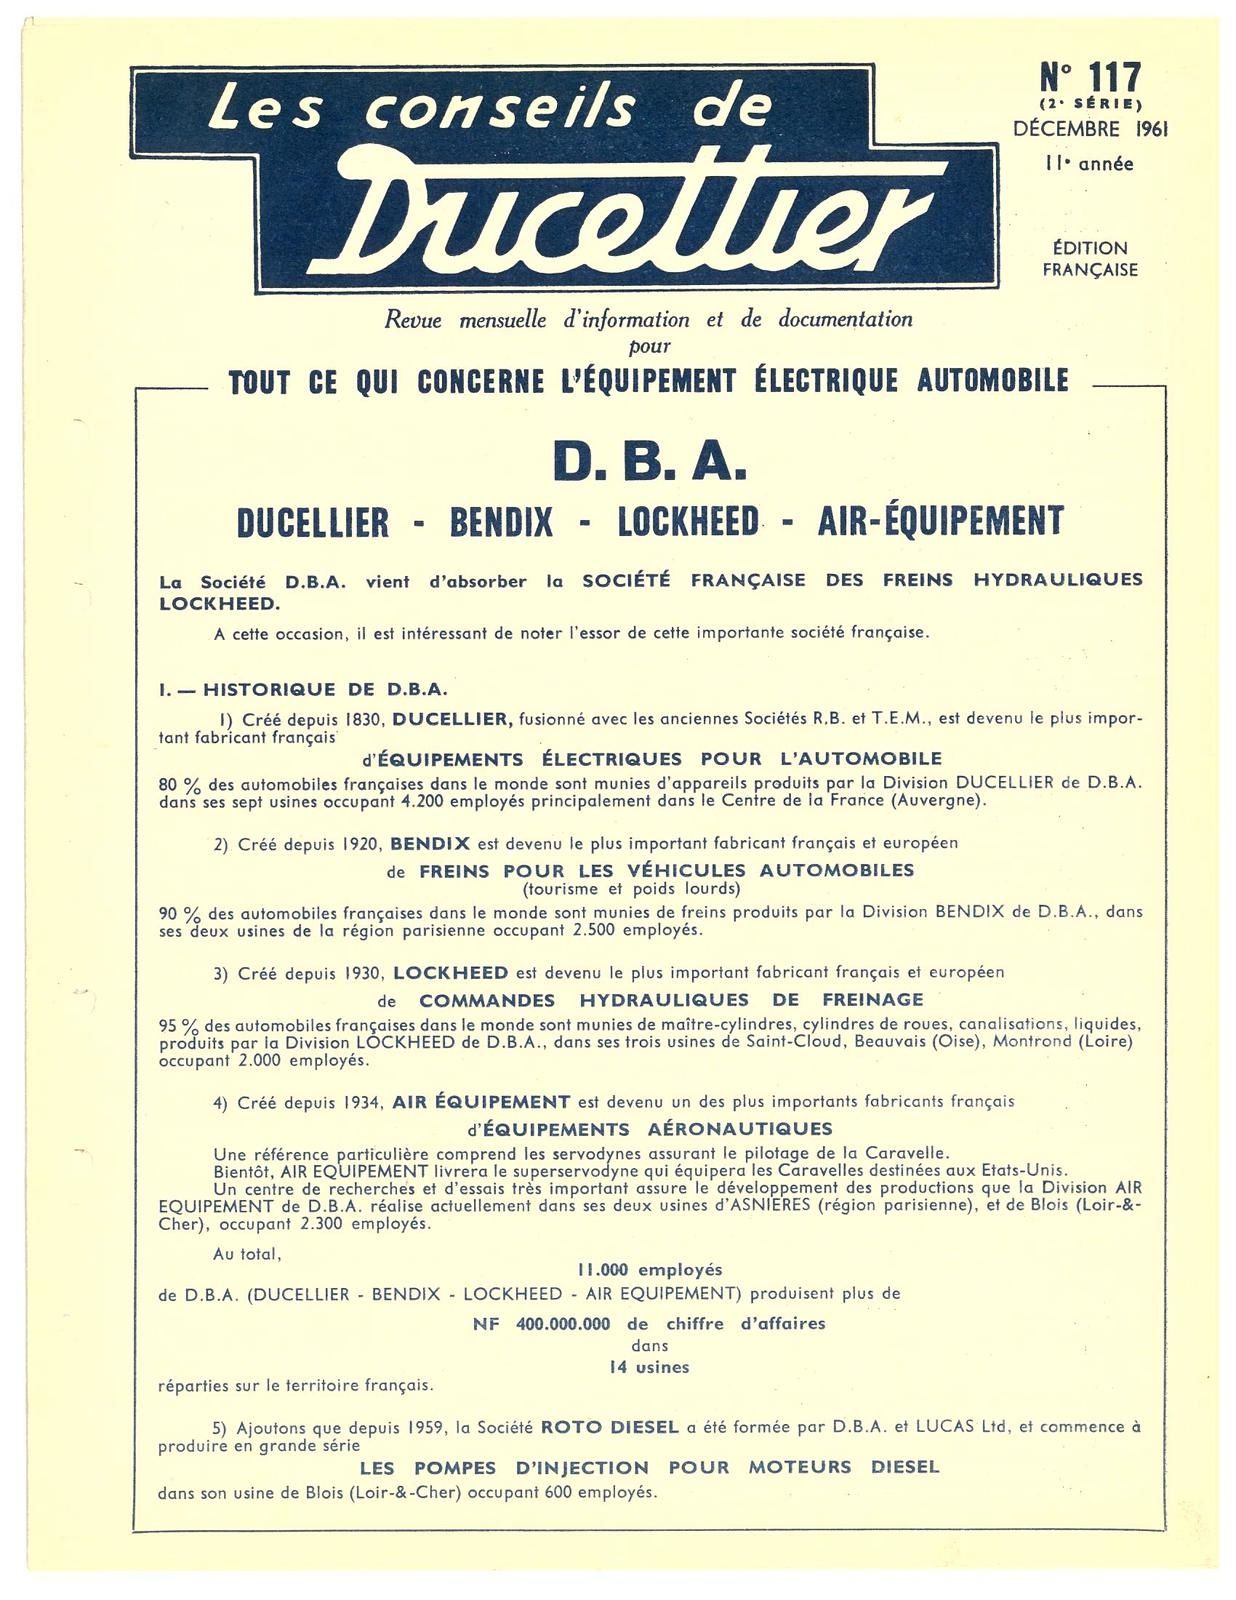 Les conseils de
Ducellier
N° 117
(2e SÉRIE)
DÉCEMBRE 1961
11e année
ÉDITION
FRANÇAISE
Revue mensuelle d'information et de documentation
pour
TOUT CE QUI CONCERNE L'ÉQUIPEMENT ÉLECTRIQUE AUTOMOBILE
D. B. A.
DUCELLIER - BENDIX - LOCKHEED - AIR-ÉQUIPEMENT
La Société D.B.A. vient d'absorber la SOCIÉTÉ FRANÇAISE DES FREINS HYDRAULIQUES
LOCKHEED.
A cette occasion, il est intéressant de noter l'essor de cette importante société française.
I. — HISTORIQUE DE D.B.A.
1) Créé depuis 1830, DUCELLIER, fusionné avec les anciennes Sociétés R.B. et T.E.M., est devenu le plus impor-
tant fabricant français
d'ÉQUIPEMENTS ÉLECTRIQUES POUR L'AUTOMOBILE
80 % des automobiles françaises dans le monde sont munies d'appareils produits par la Division DUCELLIER de D.B.A.
dans ses sept usines occupant 4.200 employés principalement dans le Centre de la France (Auvergne).
2) Créé depuis 1920, BENDIX est devenu le plus important fabricant français et européen
de FREINS POUR LES VÉHICULES AUTOMOBILES
(tourisme et poids lourds)
90 % des automobiles françaises dans le monde sont munies de freins produits par la Division BENDIX de D.B.A., dans
ses deux usines de la région parisienne occupant 2.500 employés.
3) Créé depuis 1930, LOCKHEED est devenu le plus important fabricant français et européen
de COMMANDES HYDRAULIQUES DE FREINAGE
95 % des automobiles françaises dans le monde sont munies de maître-cylindres, cylindres de roues, canalisations, liquides,
produits par la Division LOCKHEED de D.B.A., dans ses trois usines de Saint-Cloud, Beauvais (Oise), Montrond (Loire)
occupant 2.000 employés.
4) Créé depuis 1934, AIR ÉQUIPEMENT est devenu un des plus importants fabricants français
d'ÉQUIPEMENTS AÉRONAUTIQUES
Une référence particulière comprend les servodynes assurant le pilotage de la Caravelle.
Bientôt, AIR EQUIPEMENT livrera le superservodyne qui équipera les Caravelles destinées aux Etats-Unis.
Un centre de recherches et d'essais très important assure le développement des productions que la Division AIR
EQUIPEMENT de D.B.A. réalise actuellement dans ses deux usines d'ASNIERES (région parisienne), et de Blois (Loir-&-
Cher), occupant 2.300 employés.
Au total,
11.000 employés
de D.B.A. (DUCELLIER - BENDIX - LOCKHEED - AIR EQUIPEMENT) produisent plus de
NF 400.000.000 de chiffre d'affaires
dans
14 usines
réparties sur le territoire français.
5) Ajoutons que depuis 1959, la Société ROTO DIESEL a été formée par D.B.A. et LUCAS Ltd, et commence à
produire en grande série
LES POMPES D'INJECTION POUR MOTEURS DIESEL
dans son usine de Blois (Loir-&-Cher) occupant 600 employés.